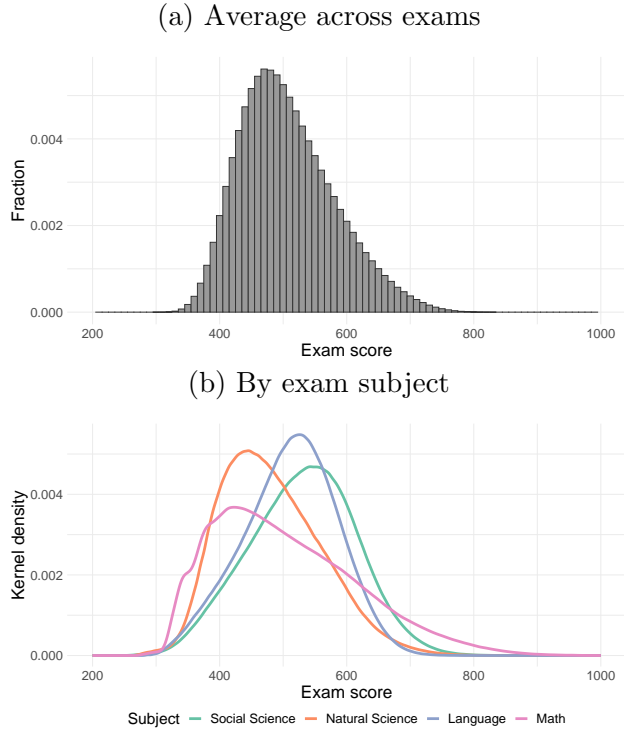 (a) Average across exams
Fraction
0.004
0.002
0.000
200 400 600 800 1000
Exam score
(b) By exam subject
Kernel density
0.004
0.002
0.000
200 400 600 800 1000
Exam score
Subject Social Science Natural Science Language Math